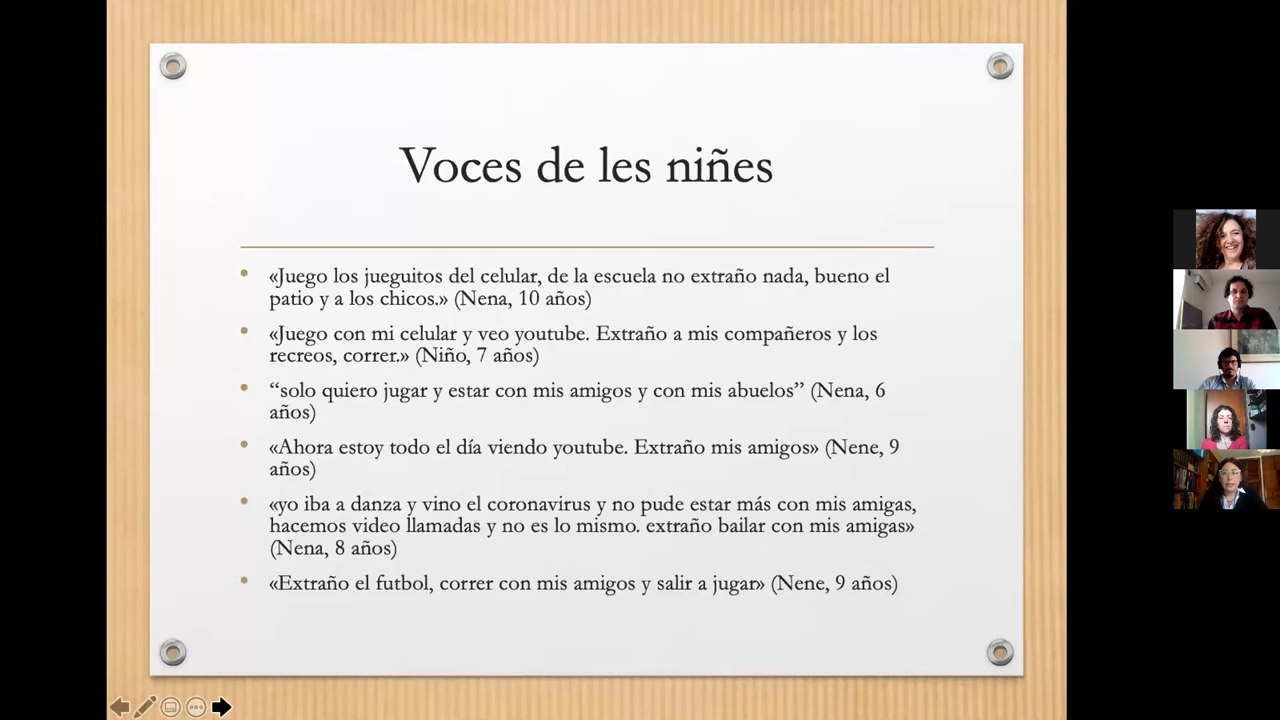 Voces de les niñes
«Juego los jueguitos del celular, de la escuela no extraño nada, bueno el
patio y a los chicos.» (Nena, 10 años)
«Juego con mi celular y veo youtube. Extraño a mis compañeros y los
recreos, correr.» (Niño, 7 años)
“solo quiero jugar y estar con mis amigos y con mis abuelos” (Nena, 6
años)
«Ahora estoy todo el día viendo youtube. Extraño mis amigos» (Nene, 9
años)
«yo iba a danza y vino el coronavirus y no pude estar más con mis amigas,
hacemos video llamadas y no es lo mismo. extraño bailar con mis amigas»
(Nena, 8 años)
«Extraño el futbol, correr con mis amigos y salir a jugar» (Nene, 9 años)